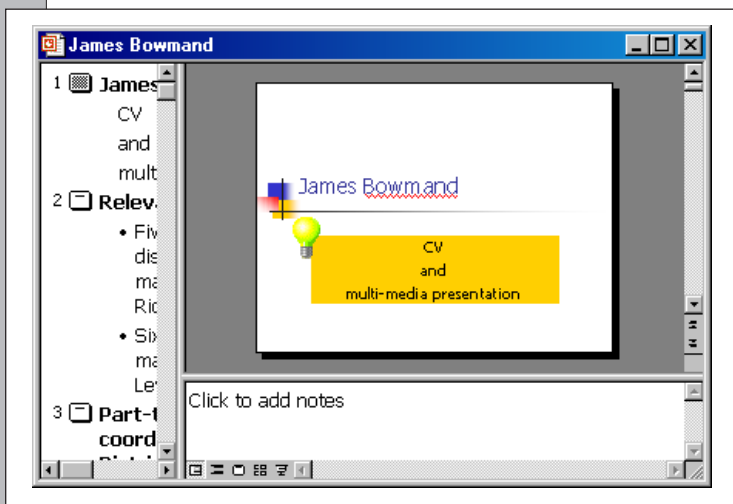 James Bowmand
1 James
CV
and
mult
2 Relev
• Fiv
dis
ma
Ric
• Six
ma
Le
3 Part-t
coord
James Bowmand
CV
and
multi-media presentation
Click to add notes